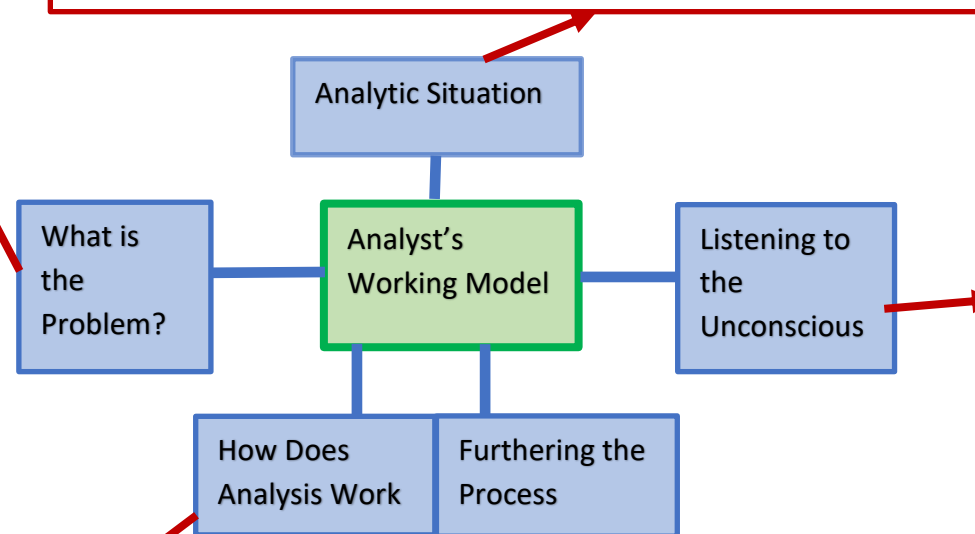 Analytic Situation
What is
the
Problem?
Analyst’s
Working Model
Listening to
the
Unconscious
How Does
Analysis Work
Furthering the
Process